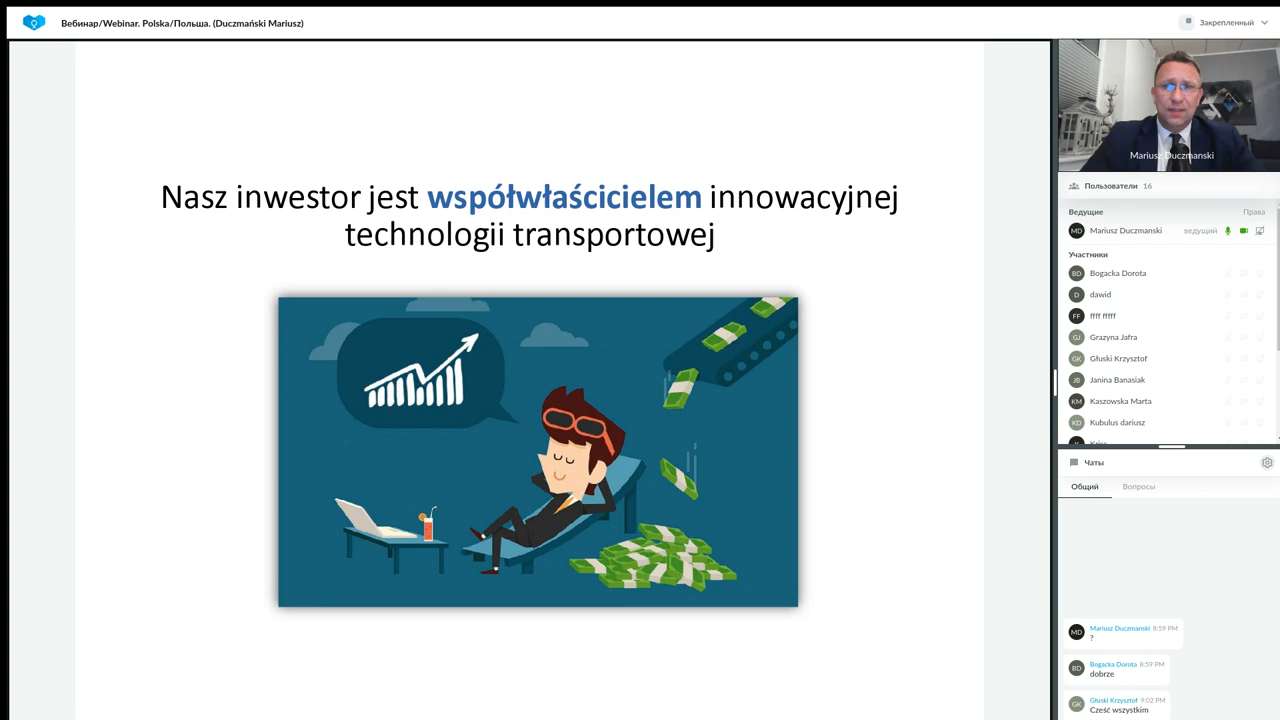 Вебинар/Webinar. Polska/Польша. (Duczmański Mariusz)
Закрепленный
Nasz inwestor jest współwłaścicielem innowacyjnej
technologii transportowej
Mariusz Duczmanski
Пользователи 16
Ведущие Права
MD Mariusz Duczmanski ведущий
Участники
BD Bogacka Dorota
D dawid
FF ffff fffff
GJ Grazyna Jafra
GK Głuski Krzysztof
JB Janina Banasiak
KM Kaszowska Marta
KD Kubulus dariusz
Чаты
Общий Вопросы
MD Mariusz Duczmanski 8:59 PM
?
BD Bogacka Dorota 8:59 PM
dobrze
GK Głuski Krzysztof 9:02 PM
Cześć wszystkim